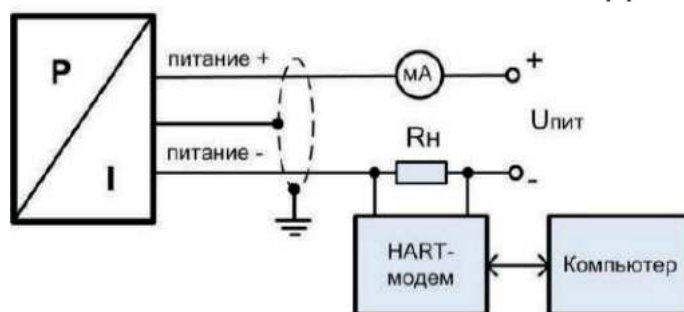 P
I
питание +
питание -
мА
+
Uпит
Rн
-
HART-
модем
Компьютер